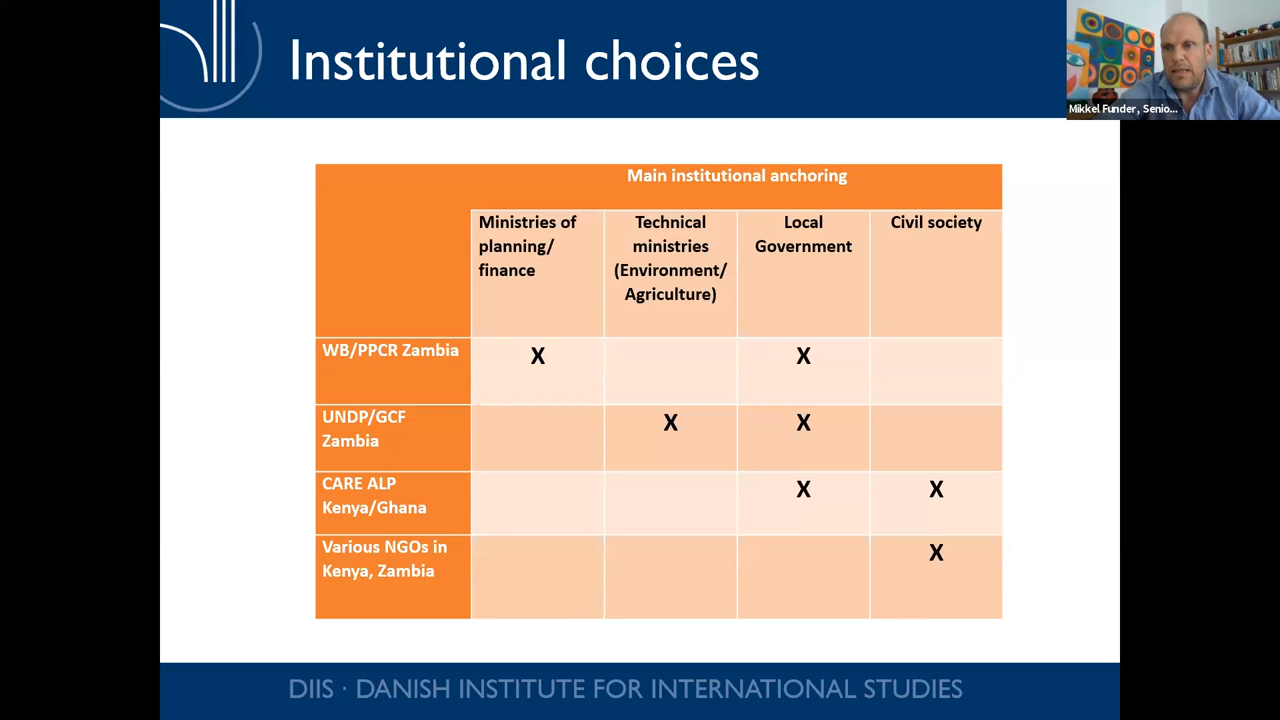 Institutional choices
Mikkel Funder, Senio...
Main institutional anchoring
Ministries of
planning/
finance
Technical
ministries
(Environment/
Agriculture)
Local
Government
Civil society
WB/PPCR Zambia
X
X
UNDP/GCF
Zambia
X
X
CARE ALP
Kenya/Ghana
X
X
Various NGOs in
Kenya, Zambia
X
DIIS · DANISH INSTITUTE FOR INTERNATIONAL STUDIES